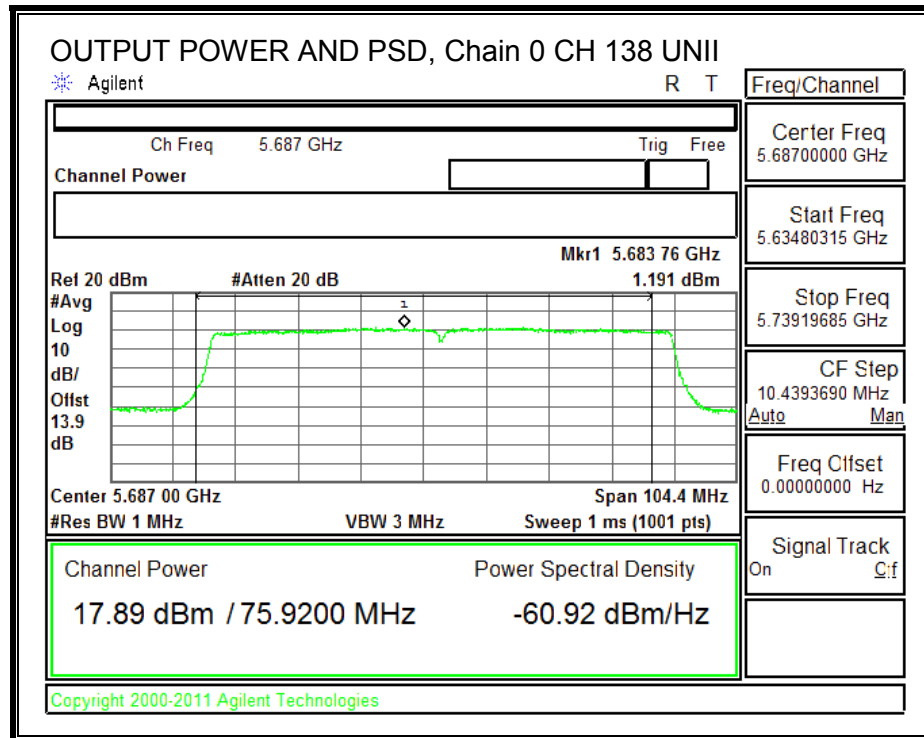 OUTPUT POWER AND PSD, Chain 0 CH 138 UNII
Agilent R T
Freq/Channel
Ch Freq 5.687 GHz Trig Free
Channel Power
Center Freq
5.68700000 GHz
Start Freq
5.63480315 GHz
Stop Freq
5.73919685 GHz
CF Step
10.4393690 MHz
Auto Man
Freq Offset
0.00000000 Hz
Signal Track
On Off
Mkr1 5.683 76 GHz
Ref 20 dBm #Atten 20 dB 1.191 dBm
#Avg
Log
10
dB/
Offst
13.9
dB
1
Center 5.687 00 GHz Span 104.4 MHz
#Res BW 1 MHz VBW 3 MHz Sweep 1 ms (1001 pts)
Channel Power Power Spectral Density
17.89 dBm / 75.9200 MHz -60.92 dBm/Hz
Copyright 2000-2011 Agilent Technologies